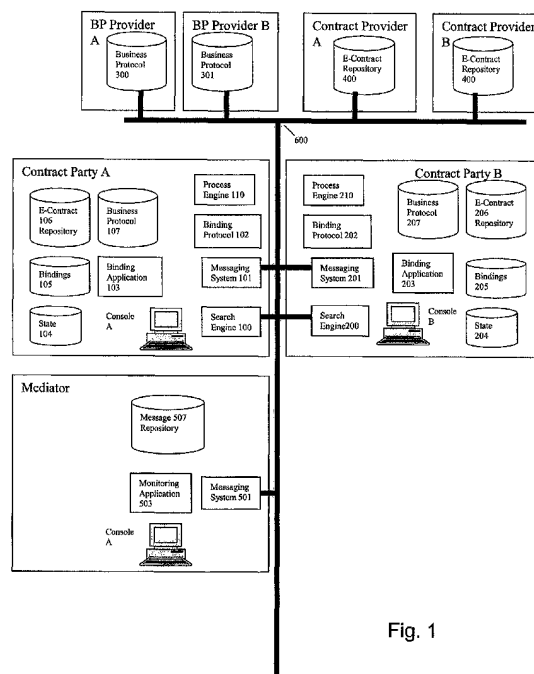 BP Provider
A
Business
Protocol
300
BP Provider B
Business
Protocol
301
Contract Provider
A
E-Contract
Repository
400
Contract Provider
B
E-Contract
Repository
400
600
Contract Party A
E-Contract
106
Repository
Business
Protocol
107
Process
Engine 110
Binding
Protocol 102
Bindings
105
Binding
Application
103
Messaging
System 101
State
104
Console
A
Search
Engine 100
Contract Party B
Process
Engine 210
Binding
Protocol 202
Business
Protocol
207
E-Contract
206
Repository
Messaging
System 201
Binding
Application
203
Bindings
205
Search
Engine200
Console
B
State
204
Mediator
Message 507
Repository
Monitoring
Application
503
Messaging
System 501
Console
A
Fig. 1